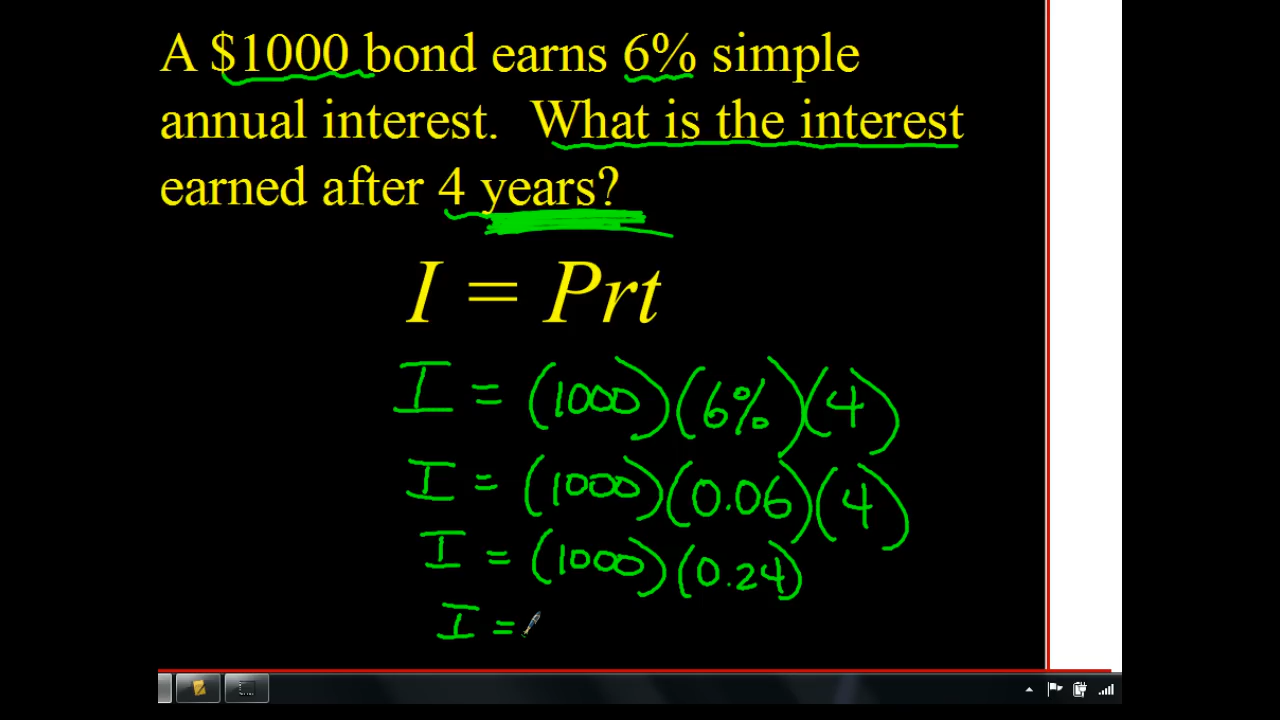 A $1000 bond earns 6% simple
annual interest. What is the interest
earned after 4 years?
I = Prt
I = (1000)(6%)(4)
I = (1000)(0.06)(4)
I = (1000)(0.24)
I =